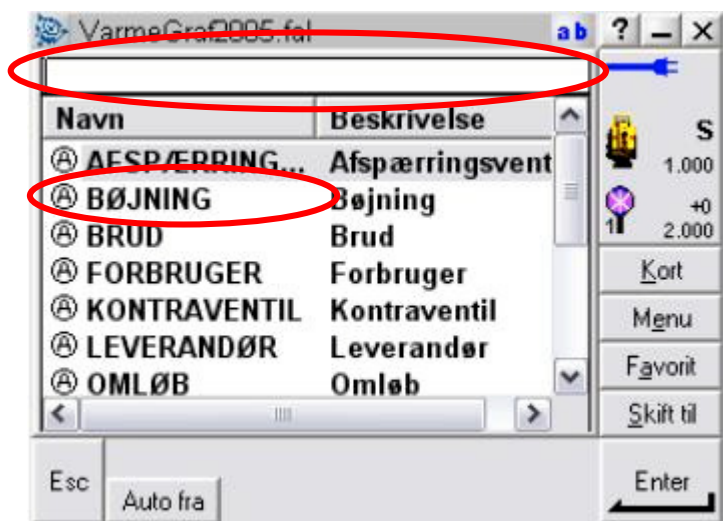 VarmeGraf2005.fal ab ? – ×
Navn Beskrivelse
S
1.000
Ⓐ AFSPÆRRING... Afspærringsvent
Ⓐ BØJNING Bøjning
+0
1 2.000
Ⓐ BRUD Brud
Ⓐ FORBRUGER Forbruger
Kort
Ⓐ KONTRAVENTIL Kontraventil
Menu
Ⓐ LEVERANDØR Leverandør
Favorit
Ⓐ OMLØB Omløb
Skift til
Esc Auto fra Enter